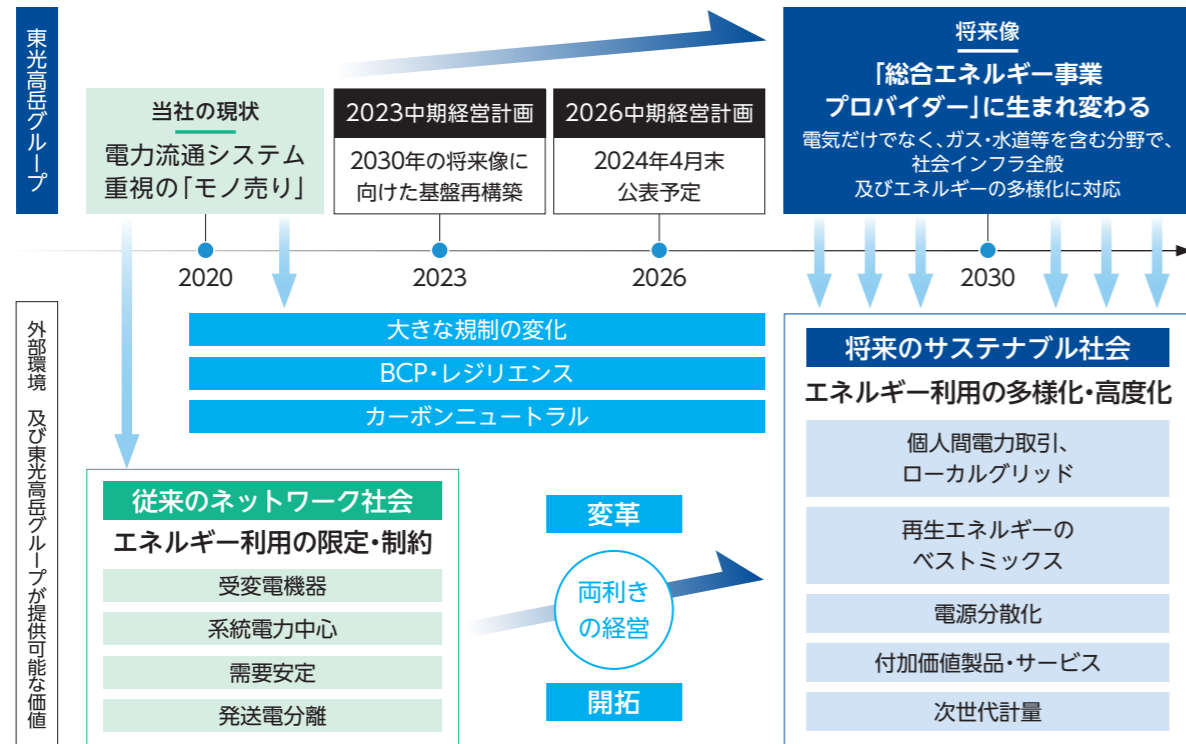 東光高岳グループ
当社の現状
電力流通システム
重視の「モノ売り」
2023中期経営計画
2030年の将来像に
向けた基盤再構築
2026中期経営計画
2024年4月末
公表予定
将来像
「総合エネルギー事業
プロバイダー」に生まれ変わる
電気だけでなく、ガス・水道等を含む分野で、
社会インフラ全般
及びエネルギーの多様化に対応
2020
2023
2026
2030
外部環境 及び東光高岳グループが提供可能な価値
大きな規制の変化
BCP・レジリエンス
カーボンニュートラル
従来のネットワーク社会
エネルギー利用の限定・制約
受変電機器
系統電力中心
需要安定
発送電分離
変革
両利き
の経営
開拓
将来のサステナブル社会
エネルギー利用の多様化・高度化
個人間電力取引、
ローカルグリッド
再生エネルギーの
ベストミックス
電源分散化
付加価値製品・サービス
次世代計量